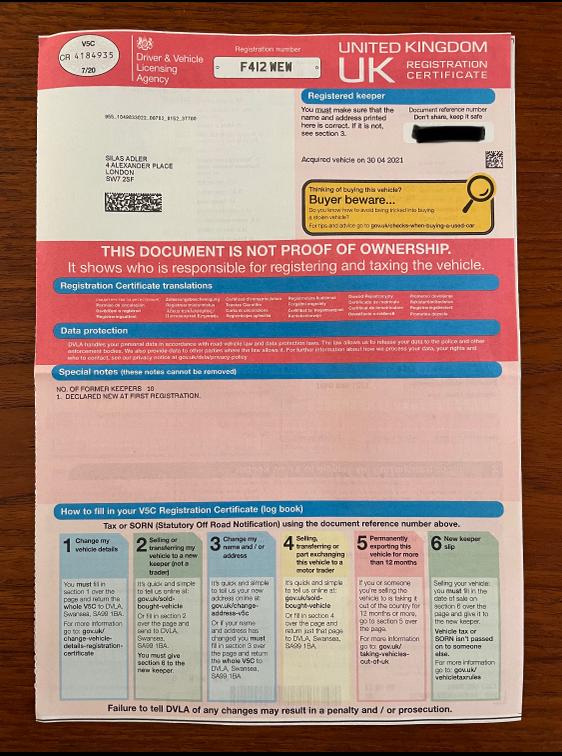 V5C
CR 4184935
7/20
Driver & Vehicle
Licensing
Agency
Registration number
F412 WEW
UNITED KINGDOM
UK REGISTRATION
CERTIFICATE
Registered keeper
You must make sure that the
name and address printed
here is correct. If it is not,
see section 3.
Document reference number
Don't share, keep it safe
SILAS ADLER
4 ALEXANDER PLACE
LONDON
SW7 2SF
Acquired vehicle on 30 04 2021
Thinking of buying this vehicle?
Buyer beware...
Do you know how to avoid being tricked into buying
a stolen vehicle?
For tips and advice go to gov.uk/checks-when-buying-a-used-car
THIS DOCUMENT IS NOT PROOF OF OWNERSHIP.
It shows who is responsible for registering and taxing the vehicle.
Registration Certificate translations
Data protection
DVLA handles your personal data in accordance with road vehicle law and data protection laws. The law allows us to release your data to the police and other
enforcement bodies. We also provide data to other parties where the law allows it. For further information about how we process your data, your rights and
who to contact, see our privacy notice at gov.uk/dvla/privacy-policy
Special notes (these notes cannot be removed)
NO. OF FORMER KEEPERS 10
1. DECLARED NEW AT FIRST REGISTRATION.
How to fill in your V5C Registration Certificate (log book)
Tax or SORN (Statutory Off Road Notification) using the document reference number above.
1 Change my
vehicle details
You must fill in
section 1 over the
page and return the
whole V5C to DVLA,
Swansea, SA99 1BA.
For more information
go to: gov.uk/
change-vehicle-
details-registration-
certificate
2 Selling or
transferring my
vehicle to a new
keeper (not a
trader)
It's quick and simple
to tell us online at:
gov.uk/sold-
bought-vehicle
Or fill in section 2
over the page and
send to DVLA,
Swansea,
SA99 1BA.
You must give
section 6 to the
new keeper.
3 Change my
name and / or
address
It's quick and simple
to tell us your new
address online at:
gov.uk/change-
address-v5c
Or if your name
and address has
changed you must
fill in section 3 over
the page and return
the whole V5C to
DVLA, Swansea,
SA99 1BA.
4 Selling,
transferring or
part exchanging
this vehicle to a
motor trader
It's quick and simple
to tell us online at:
gov.uk/sold-
bought-vehicle
Or fill in section 4
over the page and
return just that page
to DVLA, Swansea,
SA99 1BA.
5 Permanently
exporting this
vehicle for more
than 12 months
If you or someone
you're selling the
vehicle to is taking it
out of the country for
12 months or more,
go to section 5 over
the page.
For more information
go to: gov.uk/
taking-vehicles-
out-of-uk
6 New keeper
slip
Selling your vehicle:
you must fill in the
date of sale on
section 6 over the
page and give it to
the new keeper.
Vehicle tax or
SORN isn't passed
on to someone
else.
For more information
go to: gov.uk/
vehicletaxrules
Failure to tell DVLA of any changes may result in a penalty and / or prosecution.